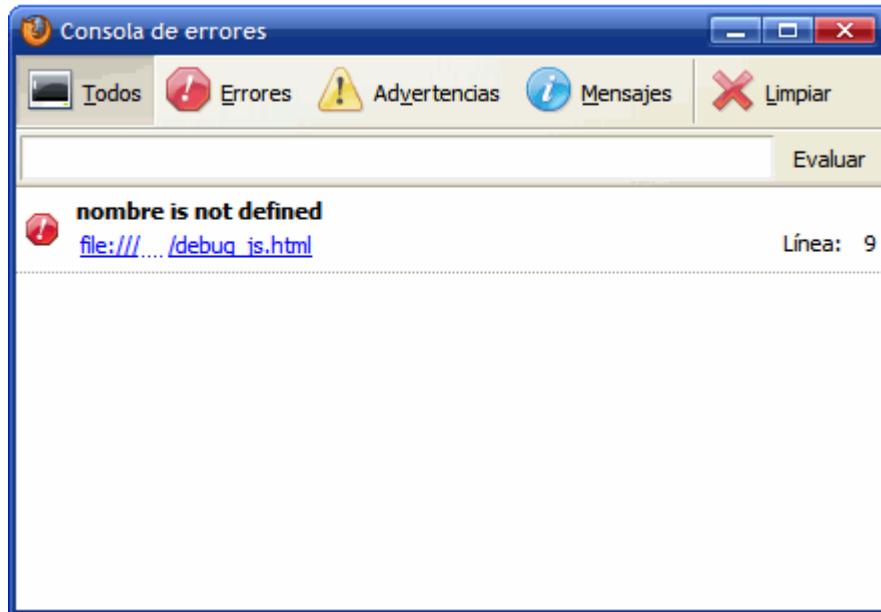 Consola de errores
Todos Errores Advertencias Mensajes Limpiar
Evaluar
nombre is not defined
file:///.... /debug_js.html Línea: 9